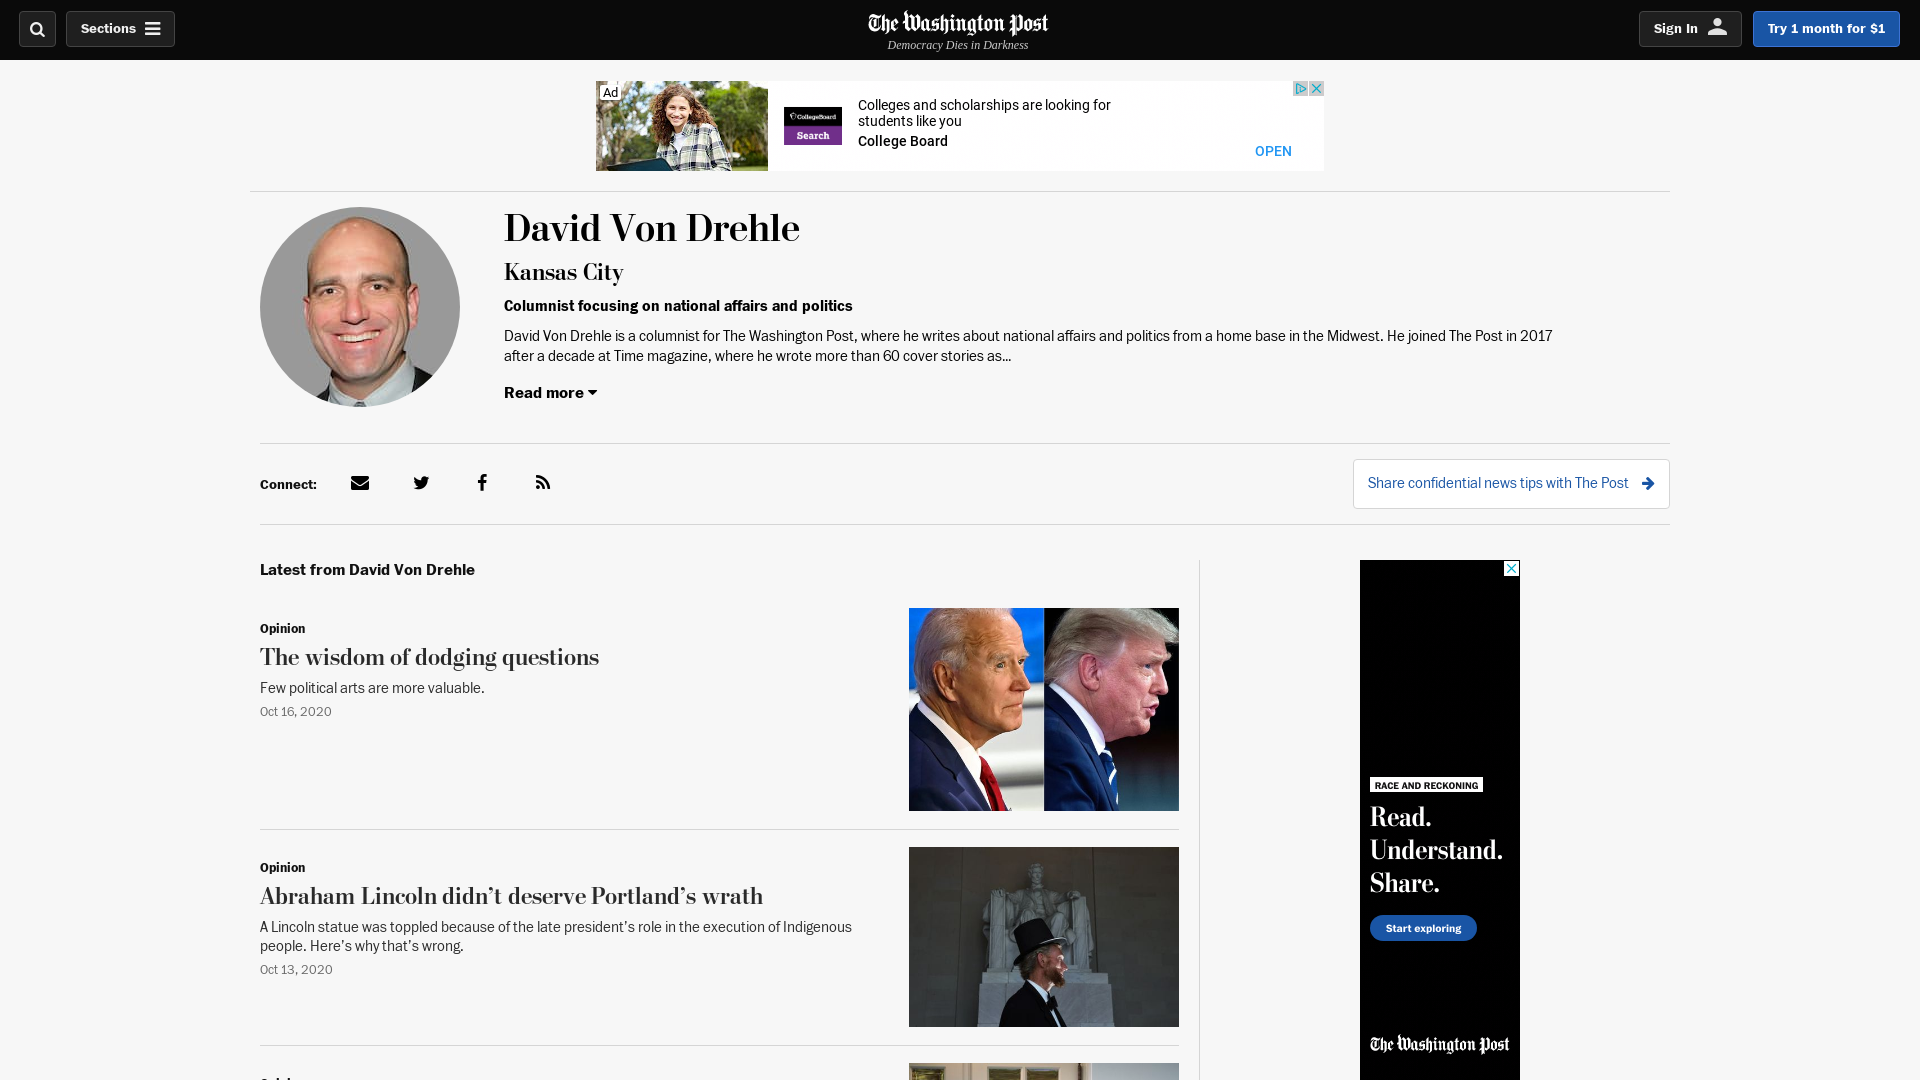 Sections
The Washington Post
Democracy Dies in Darkness
Sign In
Try 1 month for $1
Ad
CollegeBoard
Search
Colleges and scholarships are looking for
students like you
College Board
OPEN
David Von Drehle
Kansas City
Columnist focusing on national affairs and politics
David Von Drehle is a columnist for The Washington Post, where he writes about national affairs and politics from a home base in the Midwest. He joined The Post in 2017
after a decade at Time magazine, where he wrote more than 60 cover stories as...
Read more
Connect:
Share confidential news tips with The Post
Latest from David Von Drehle
Opinion
The wisdom of dodging questions
Few political arts are more valuable.
Oct 16, 2020
Opinion
Abraham Lincoln didn’t deserve Portland’s wrath
A Lincoln statue was toppled because of the late president’s role in the execution of Indigenous
people. Here’s why that’s wrong.
Oct 13, 2020
RACE AND RECKONING
Read.
Understand.
Share.
Start exploring
The Washington Post